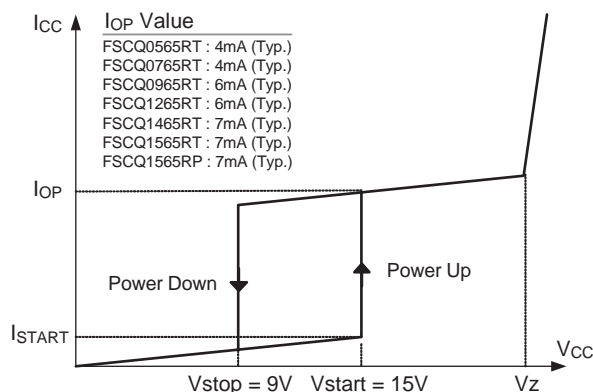 ICC
IOP Value
FSCQ0565RT : 4mA (Typ.)
FSCQ0765RT : 4mA (Typ.)
FSCQ0965RT : 6mA (Typ.)
FSCQ1265RT : 6mA (Typ.)
FSCQ1465RT : 7mA (Typ.)
FSCQ1565RT : 7mA (Typ.)
FSCQ1565RP : 7mA (Typ.)
IOP
Power Down
Power Up
ISTART
VCC
Vstop = 9V
Vstart = 15V
Vz